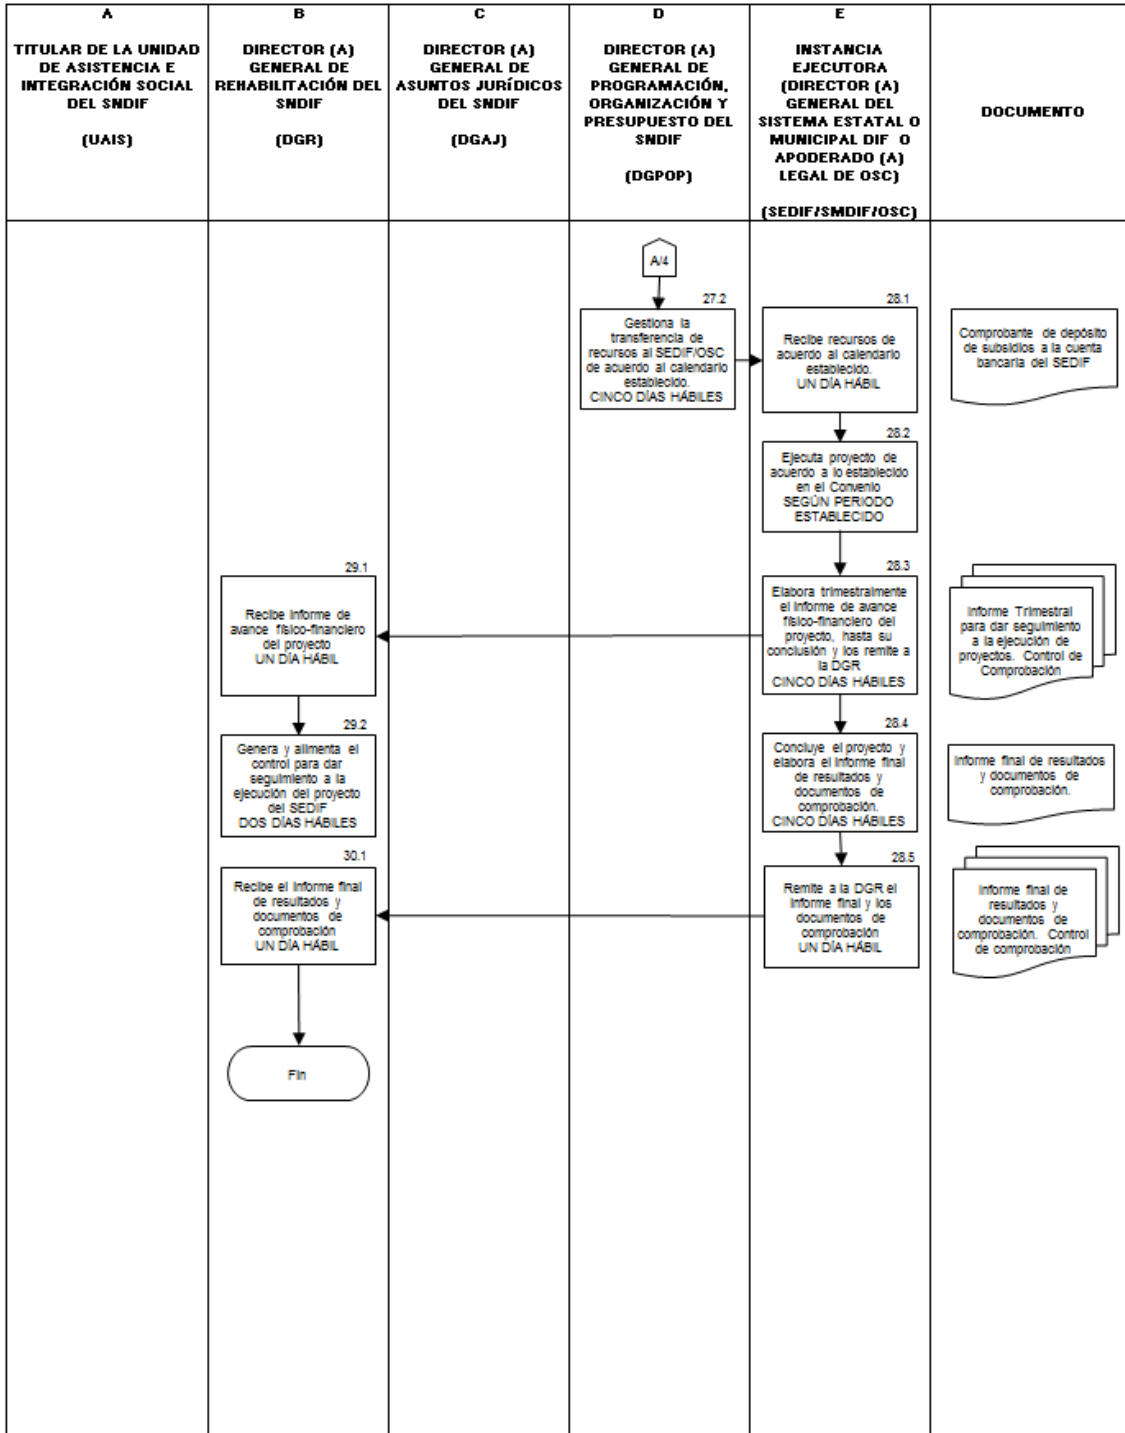 A
TITULAR DE LA UNIDAD
DE ASISTENCIA E
INTEGRACIÓN SOCIAL
DEL SNDIF
(UAIS)
B
DIRECTOR (A)
GENERAL DE
REHABILITACIÓN DEL
SNDIF
(DGR)
C
DIRECTOR (A)
GENERAL DE
ASUNTOS JURÍDICOS
DEL SNDIF
(DGAJ)
D
DIRECTOR (A)
GENERAL DE
PROGRAMACIÓN,
ORGANIZACIÓN Y
PRESUPUESTO DEL
SNDIF
(DGPOP)
E
INSTANCIA
EJECUTORA
(DIRECTOR (A)
GENERAL DEL
SISTEMA ESTATAL O
MUNICIPAL DIF O
APODERADO (A)
LEGAL DE OSC)
(SEDIF/SMDIF/OSC)
DOCUMENTO
A/4
27.2
Gestiona la
transferencia de
recursos al SEDIF/OSC
de acuerdo al calendario
establecido.
CINCO DÍAS HÁBILES
28.1
Recibe recursos de
acuerdo al calendario
establecido.
UN DÍA HÁBIL
Comprobante de depósito
de subsidios a la cuenta
bancaria del SEDIF
28.2
Ejecuta proyecto de
acuerdo a lo establecido
en el Convenio
SEGÚN PERIODO
ESTABLECIDO
29.1
Recibe informe de
avance físico-financiero
del proyecto
UN DÍA HÁBIL
28.3
Elabora trimestralmente
el informe de avance
físico-financiero del
proyecto, hasta su
conclusión y los remite a
la DGR
CINCO DÍAS HÁBILES
Informe Trimestral
para dar seguimiento
a la ejecución de
proyectos. Control de
Comprobación
29.2
Genera y alimenta el
control para dar
seguimiento a la
ejecución del proyecto
del SEDIF
DOS DÍAS HÁBILES
28.4
Concluye el proyecto y
elabora el informe final
de resultados y
documentos de
comprobación.
CINCO DÍAS HÁBILES
Informe final de resultados
y documentos de
comprobación.
30.1
Recibe el informe final
de resultados y
documentos de
comprobación
UN DÍA HÁBIL
28.5
Remite a la DGR el
informe final y los
documentos de
comprobación
UN DÍA HÁBIL
Informe final de
resultados y
documentos de
comprobación. Control
de comprobación
Fin